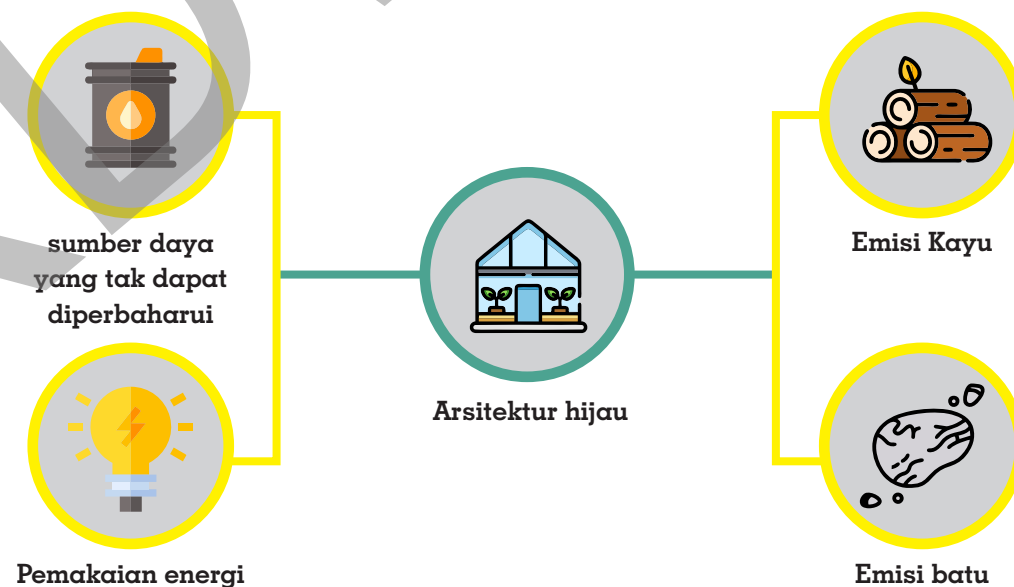 sumber daya
yang tak dapat
diperbaharui
Pemakaian energi
Arsitektur hijau
Emisi Kayu
Emisi batu